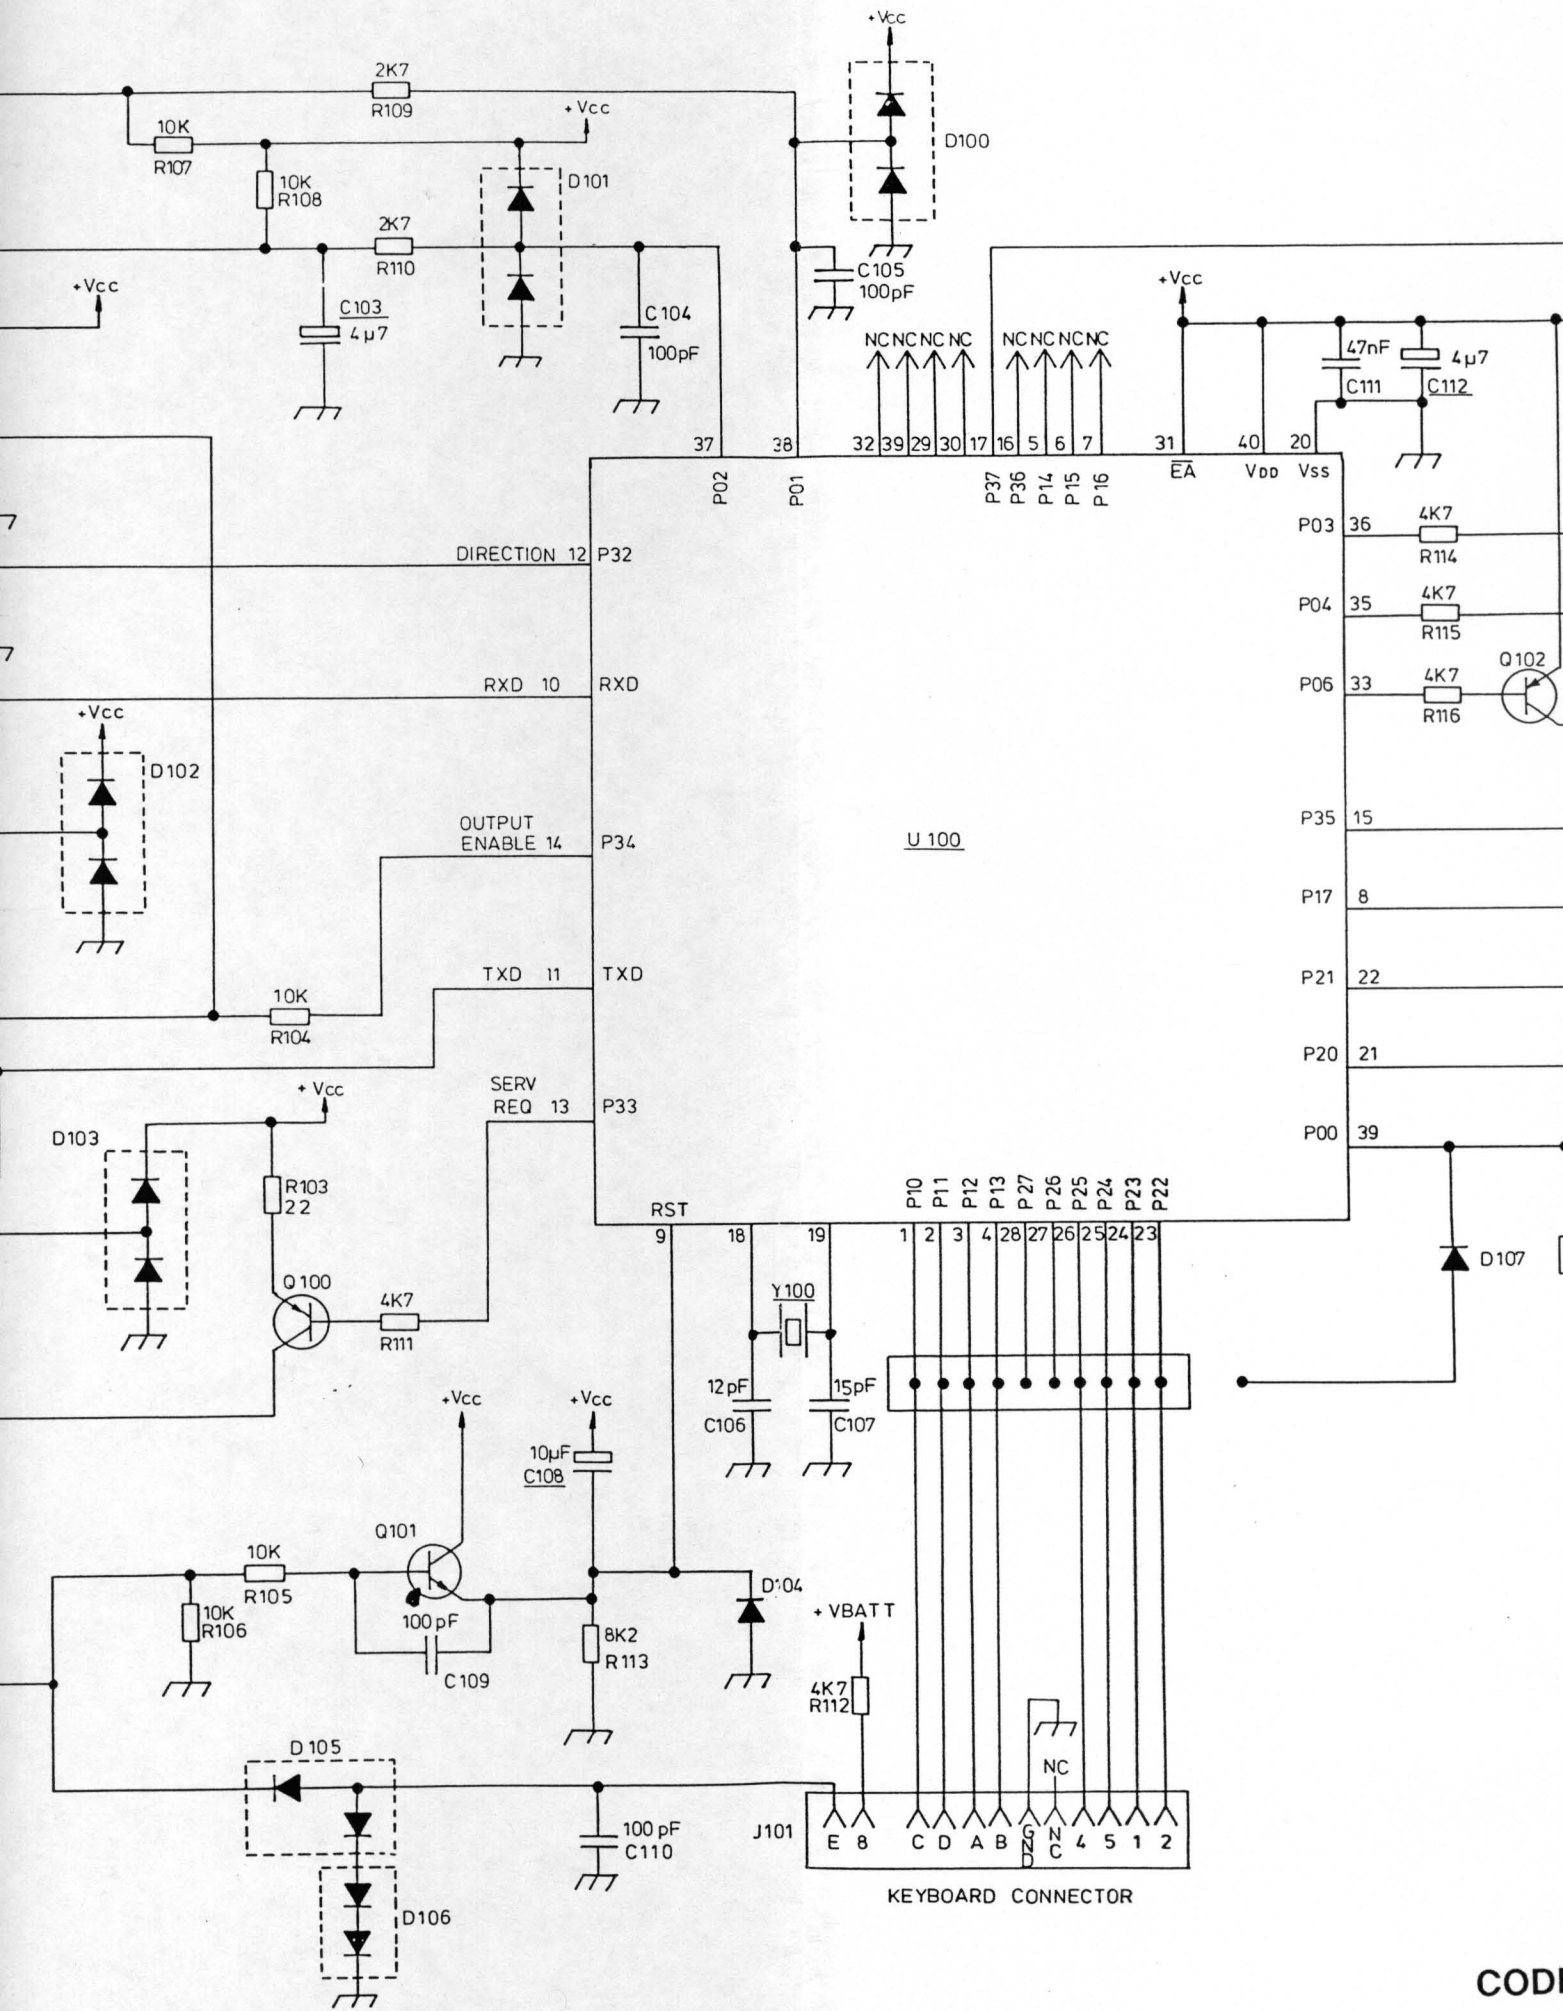 +Vcc
2K7
R109
+Vcc
10K
R107
D100
10K
R108
D101
2K7
R110
C105
100pF
+Vcc
+Vcc
C103
4µ7
C104
100pF
NC NC NC NC NC NC NC NC
47nF
C111
4µ7
C112
37 38 32 39 29 30 17 16 5 6 7 31 40 20
P02 P01 P37 P36 P14 P15 P16 EA VDD VSS
P03 36 4K7
R114
DIRECTION 12 P32
P04 35 4K7
R115
RXD 10 RXD
P06 33 4K7
R116
Q102
+Vcc
D102
OUTPUT
ENABLE 14 P34
U100
P35 15
P17 8
TXD 11 TXD
P21 22
10K
R104
P20 21
+Vcc
SERV
REQ 13 P33
P00 39
D103
R103
22
RST
P10 P11 P12 P13 P27 P26 P25 P24 P23 P22
9 18 19 1 2 3 4 28 27 26 25 24 23
D107
Q100
4K7
R111
Y100
12pF
C106
15pF
C107
+Vcc
+Vcc
10µF
C108
Q101
10K
R105
10K
R106
100pF
C109
8K2
R113
D104
+VBATT
4K7
R112
NC
D105
100pF
C110
J101
E 8 C D A B GND NC 4 5 1 2
KEYBOARD CONNECTOR
D106